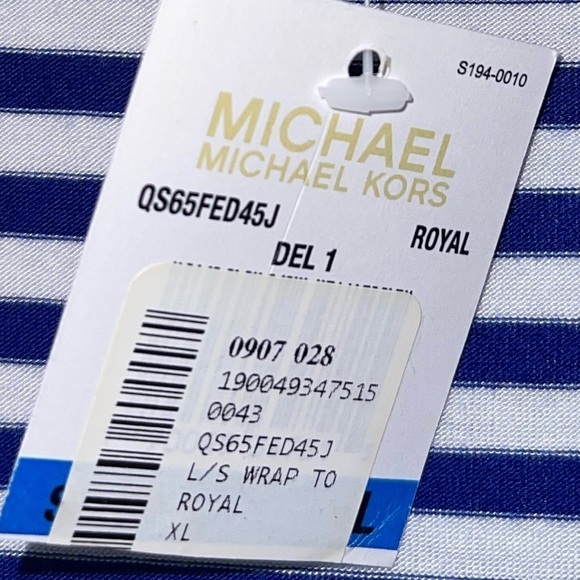 S194-0010
MICHAEL
MICHAEL KORS
QS65FED45J
ROYAL
DEL 1
0907 028
190049347515
0043
QS65FED45J
L/S WRAP TO
ROYAL
XL